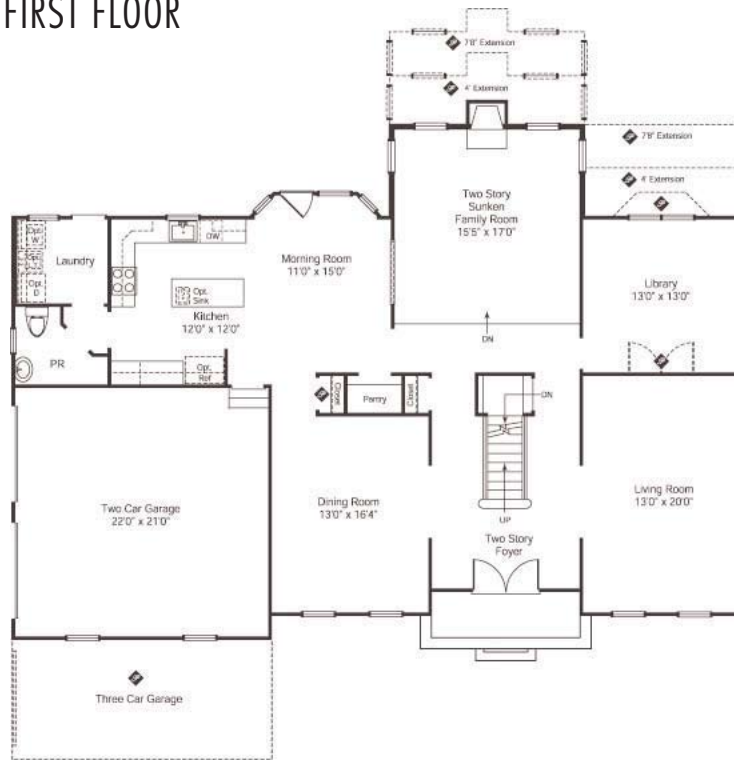 FIRST FLOOR
7'8" Extension
4' Extension
7'8" Extension
4' Extension
Two Story
Sunken
Family Room
15'5" x 17'0"
DN
Opt.
W
Opt.
D
Laundry
DW
Opt.
Sink
Kitchen
12'0" x 12'0"
Morning Room
11'0" x 15'0"
Library
13'0" x 13'0"
PR
Opt.
Ref
Closet
Pantry
Closet
DN
UP
Two Car Garage
22'0" x 21'0"
Dining Room
13'0" x 16'4"
Living Room
13'0" x 20'0"
Two Story
Foyer
Three Car Garage